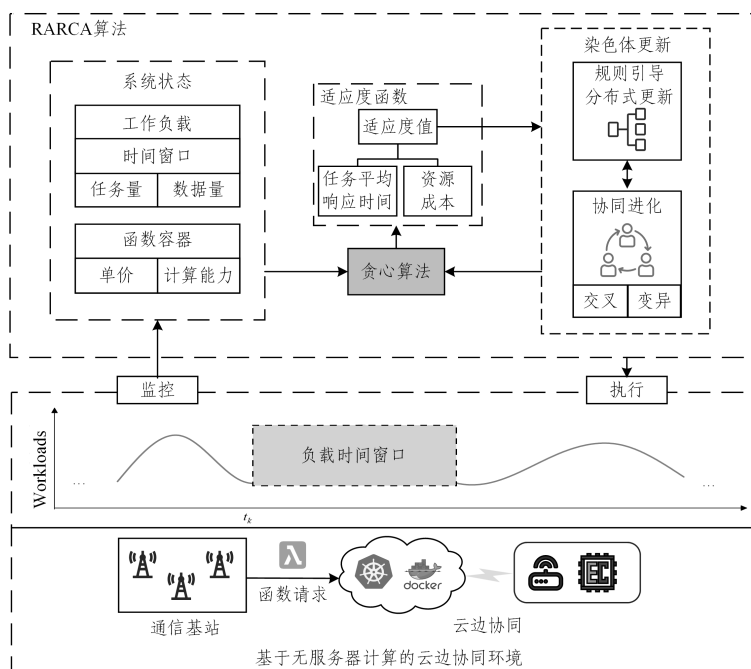 RARCA算法
系统状态
工作负载
时间窗口
任务量 数据量
函数容器
单价 计算能力
适应度函数
适应度值
任务平均
响应时间
资源
成本
贪心算法
染色体更新
规则引导
分布式更新
协同进化
交叉 变异
监控
执行
Workloads
...
负载时间窗口
...
tₖ
λ
函数请求
docker
EC
通信基站
云边协同
基于无服务器计算的云边协同环境